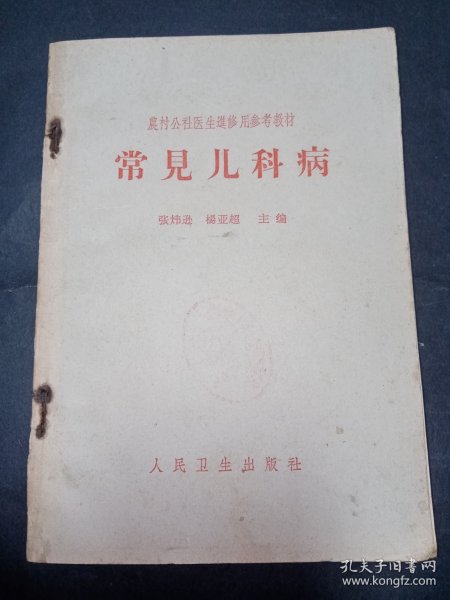 農村公社医生進修用参考教材
常見儿科病
张炜逊 楊亚超 主编
人民卫生出版社
孔夫子旧书网
www.kongfz.com